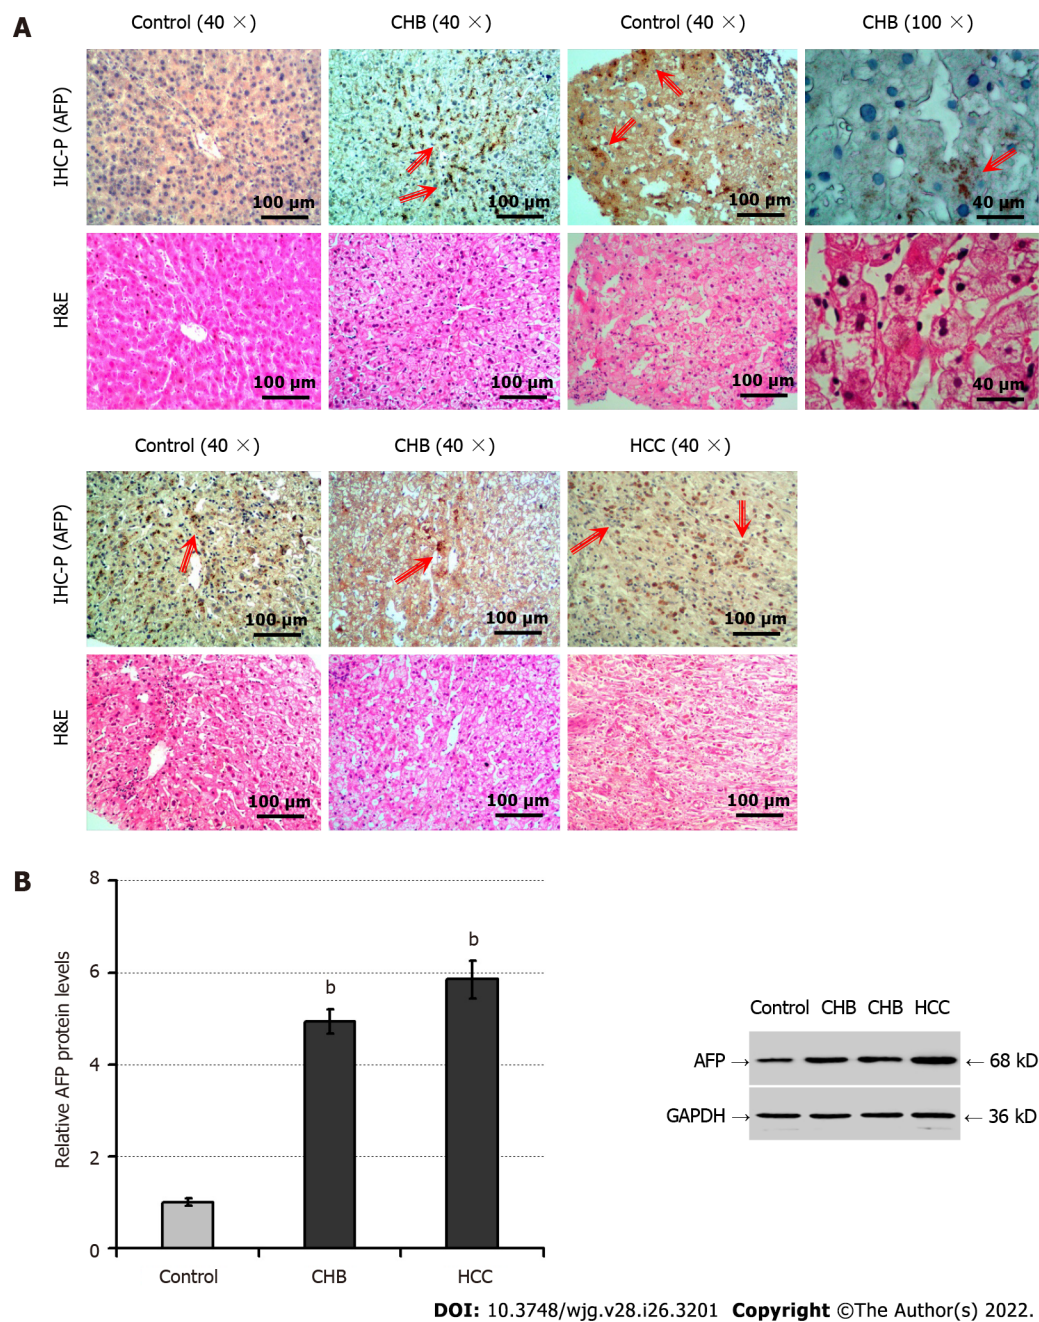 A
Control (40 ×) CHB (40 ×) Control (40 ×) CHB (100 ×)
IHC-P (AFP)
100 µm 100 µm 100 µm 40 µm
H&E
100 µm 100 µm 100 µm 40 µm
Control (40 ×) CHB (40 ×) HCC (40 ×)
IHC-P (AFP)
100 µm 100 µm 100 µm
H&E
100 µm 100 µm 100 µm
B
Relative AFP protein levels
8
6
4
2
0
b
b
Control CHB HCC
Control CHB CHB HCC
AFP → ← 68 kD
GAPDH → ← 36 kD
DOI: 10.3748/wjg.v28.i26.3201 Copyright ©The Author(s) 2022.